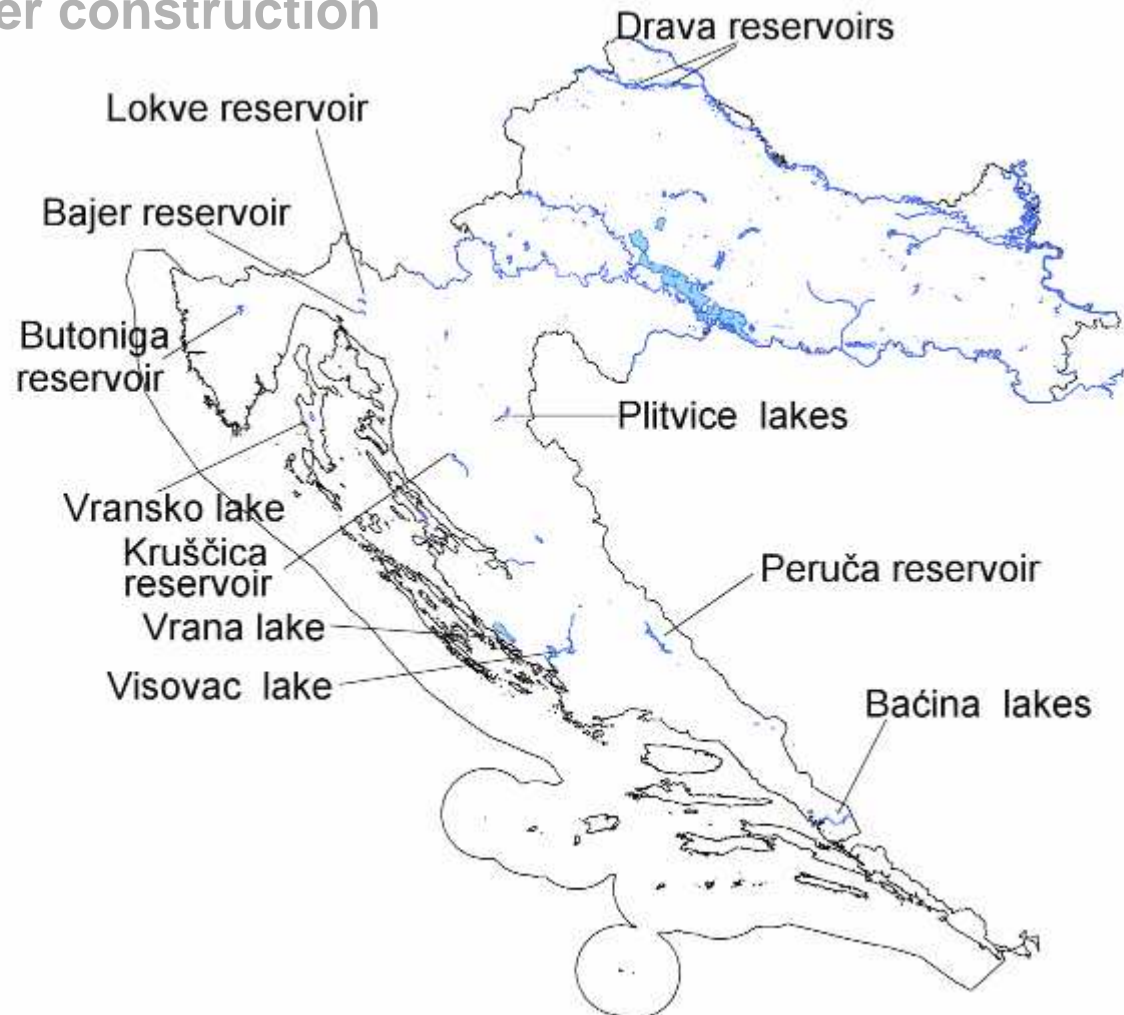 er construction
Drava reservoirs
Lokve reservoir
Bajer reservoir
Butoniga
reservoir
Plitvice lakes
Vransko lake
Kruščica
reservoir
Peruča reservoir
Vrana lake
Visovac lake
Baćina lakes